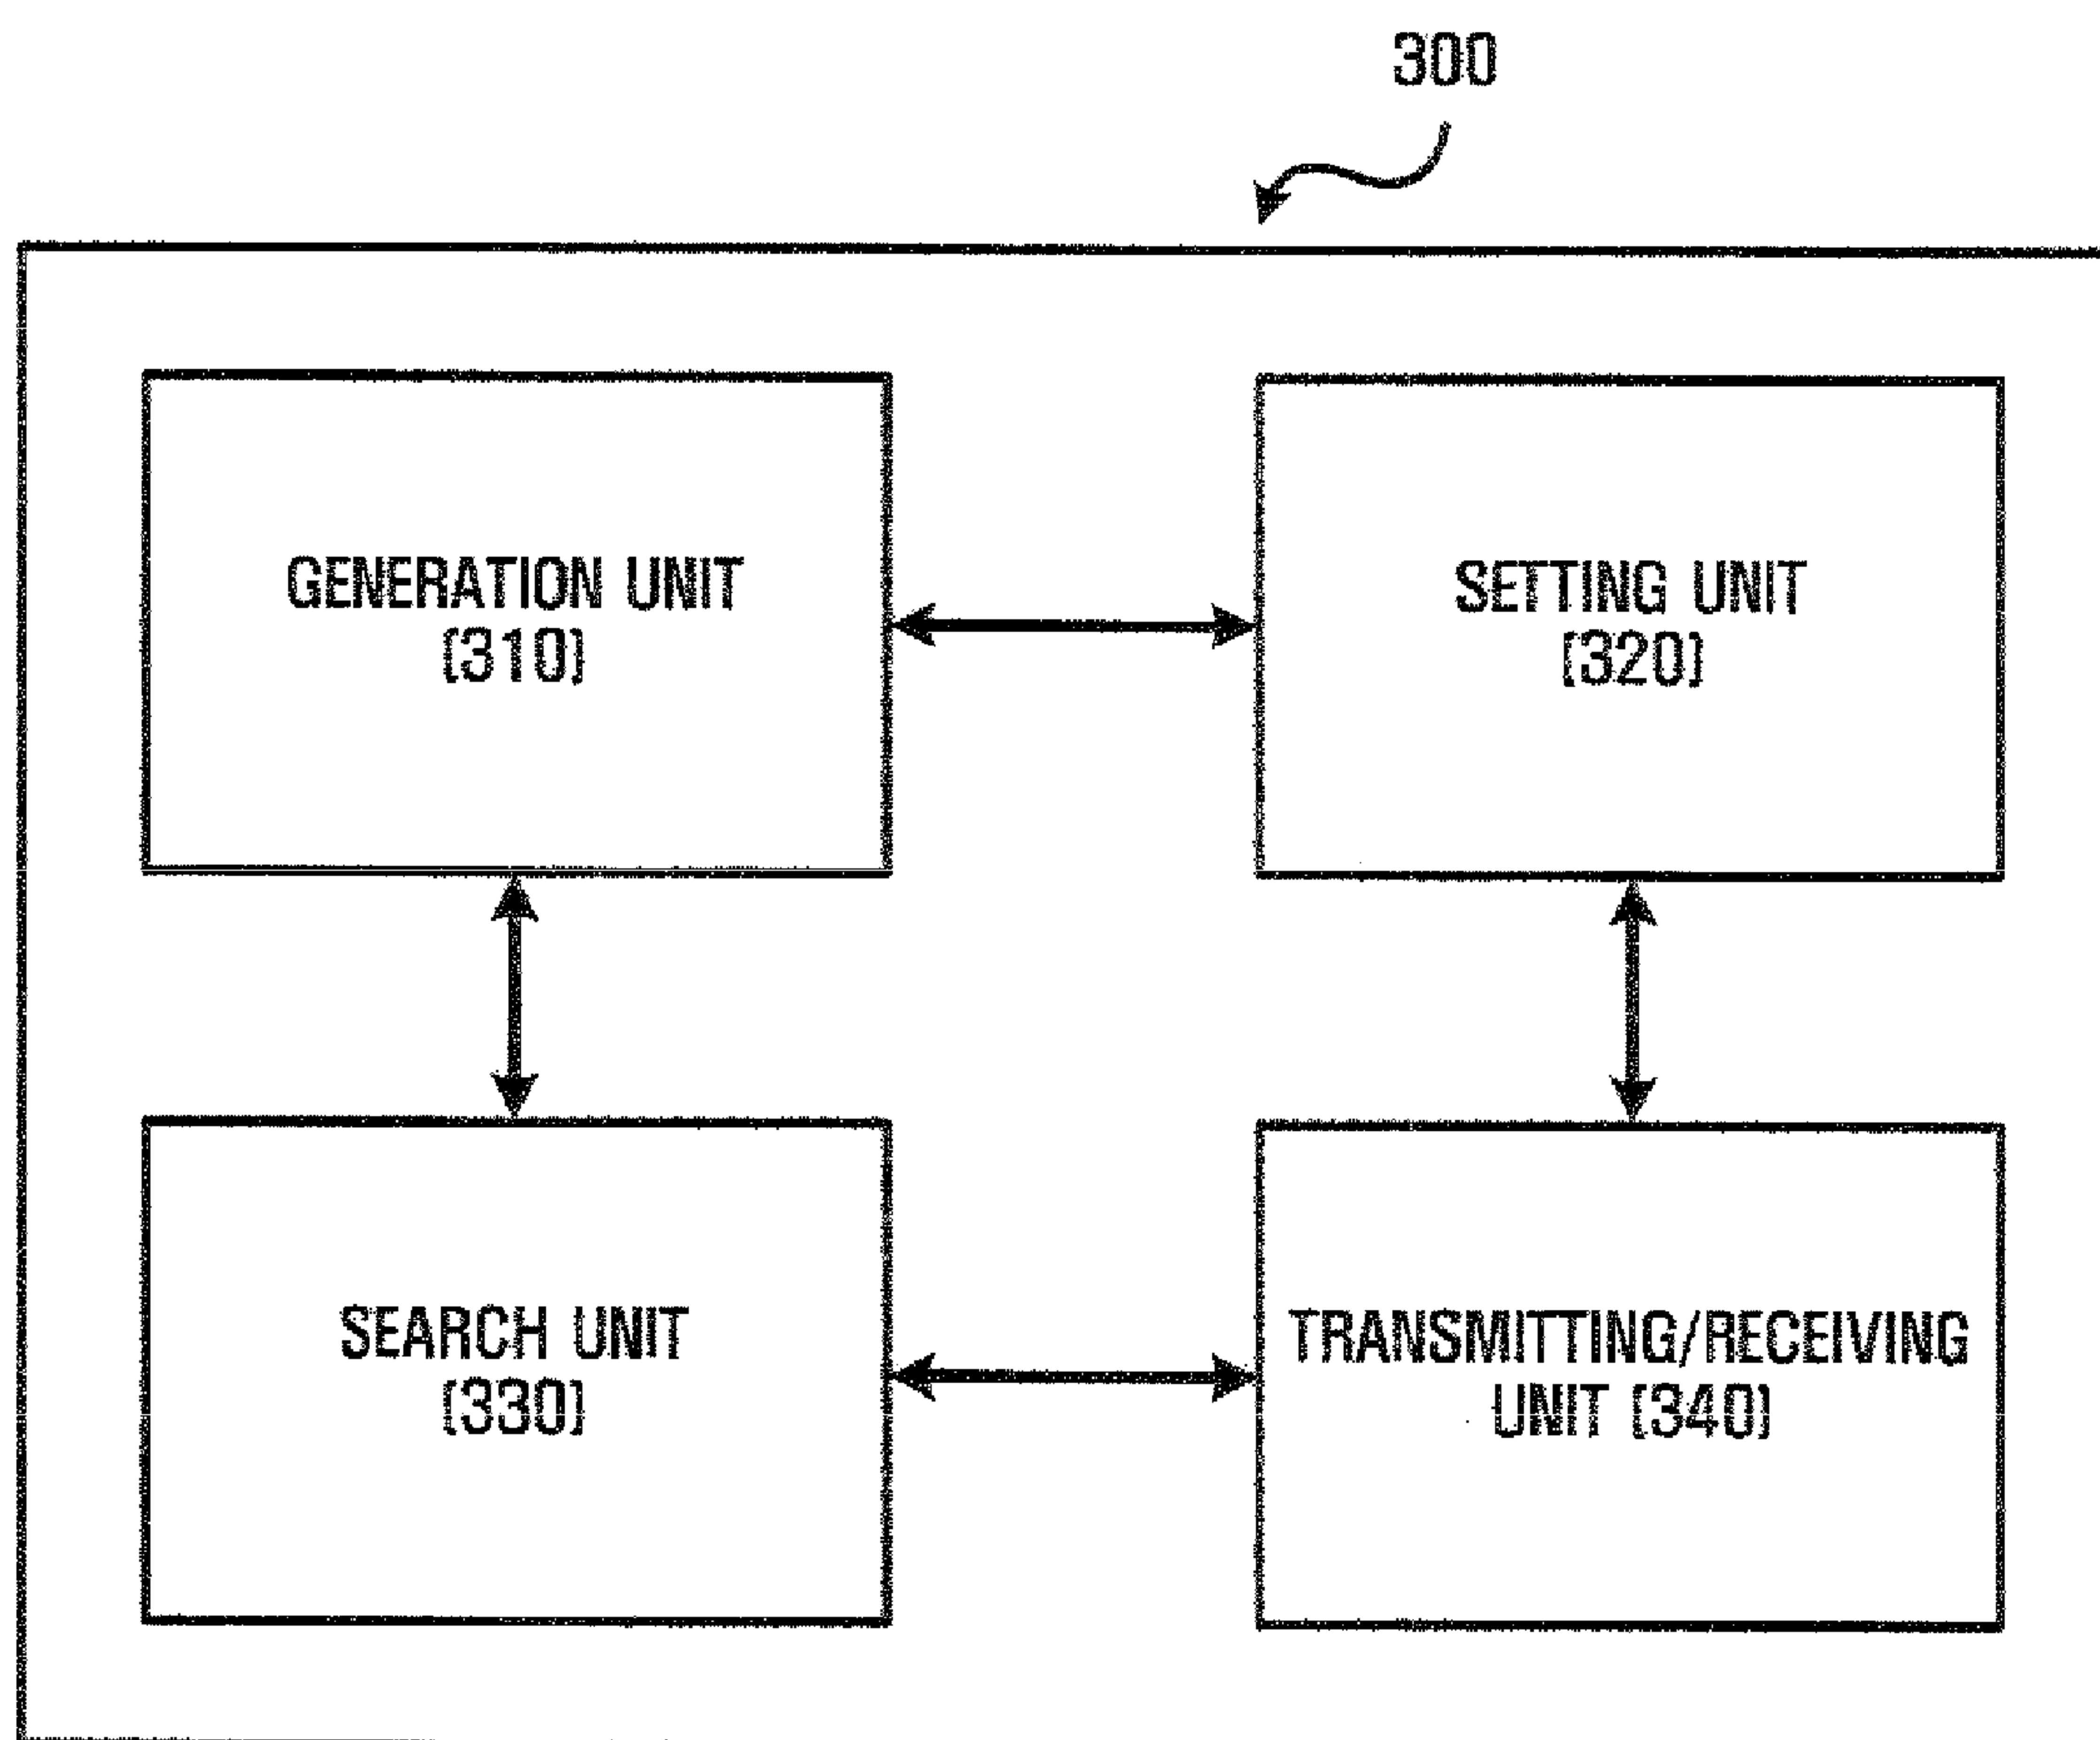 300
GENERATION UNIT
(310)
SETTING UNIT
(320)
SEARCH UNIT
(330)
TRANSMITTING/RECEIVING
UNIT (340)